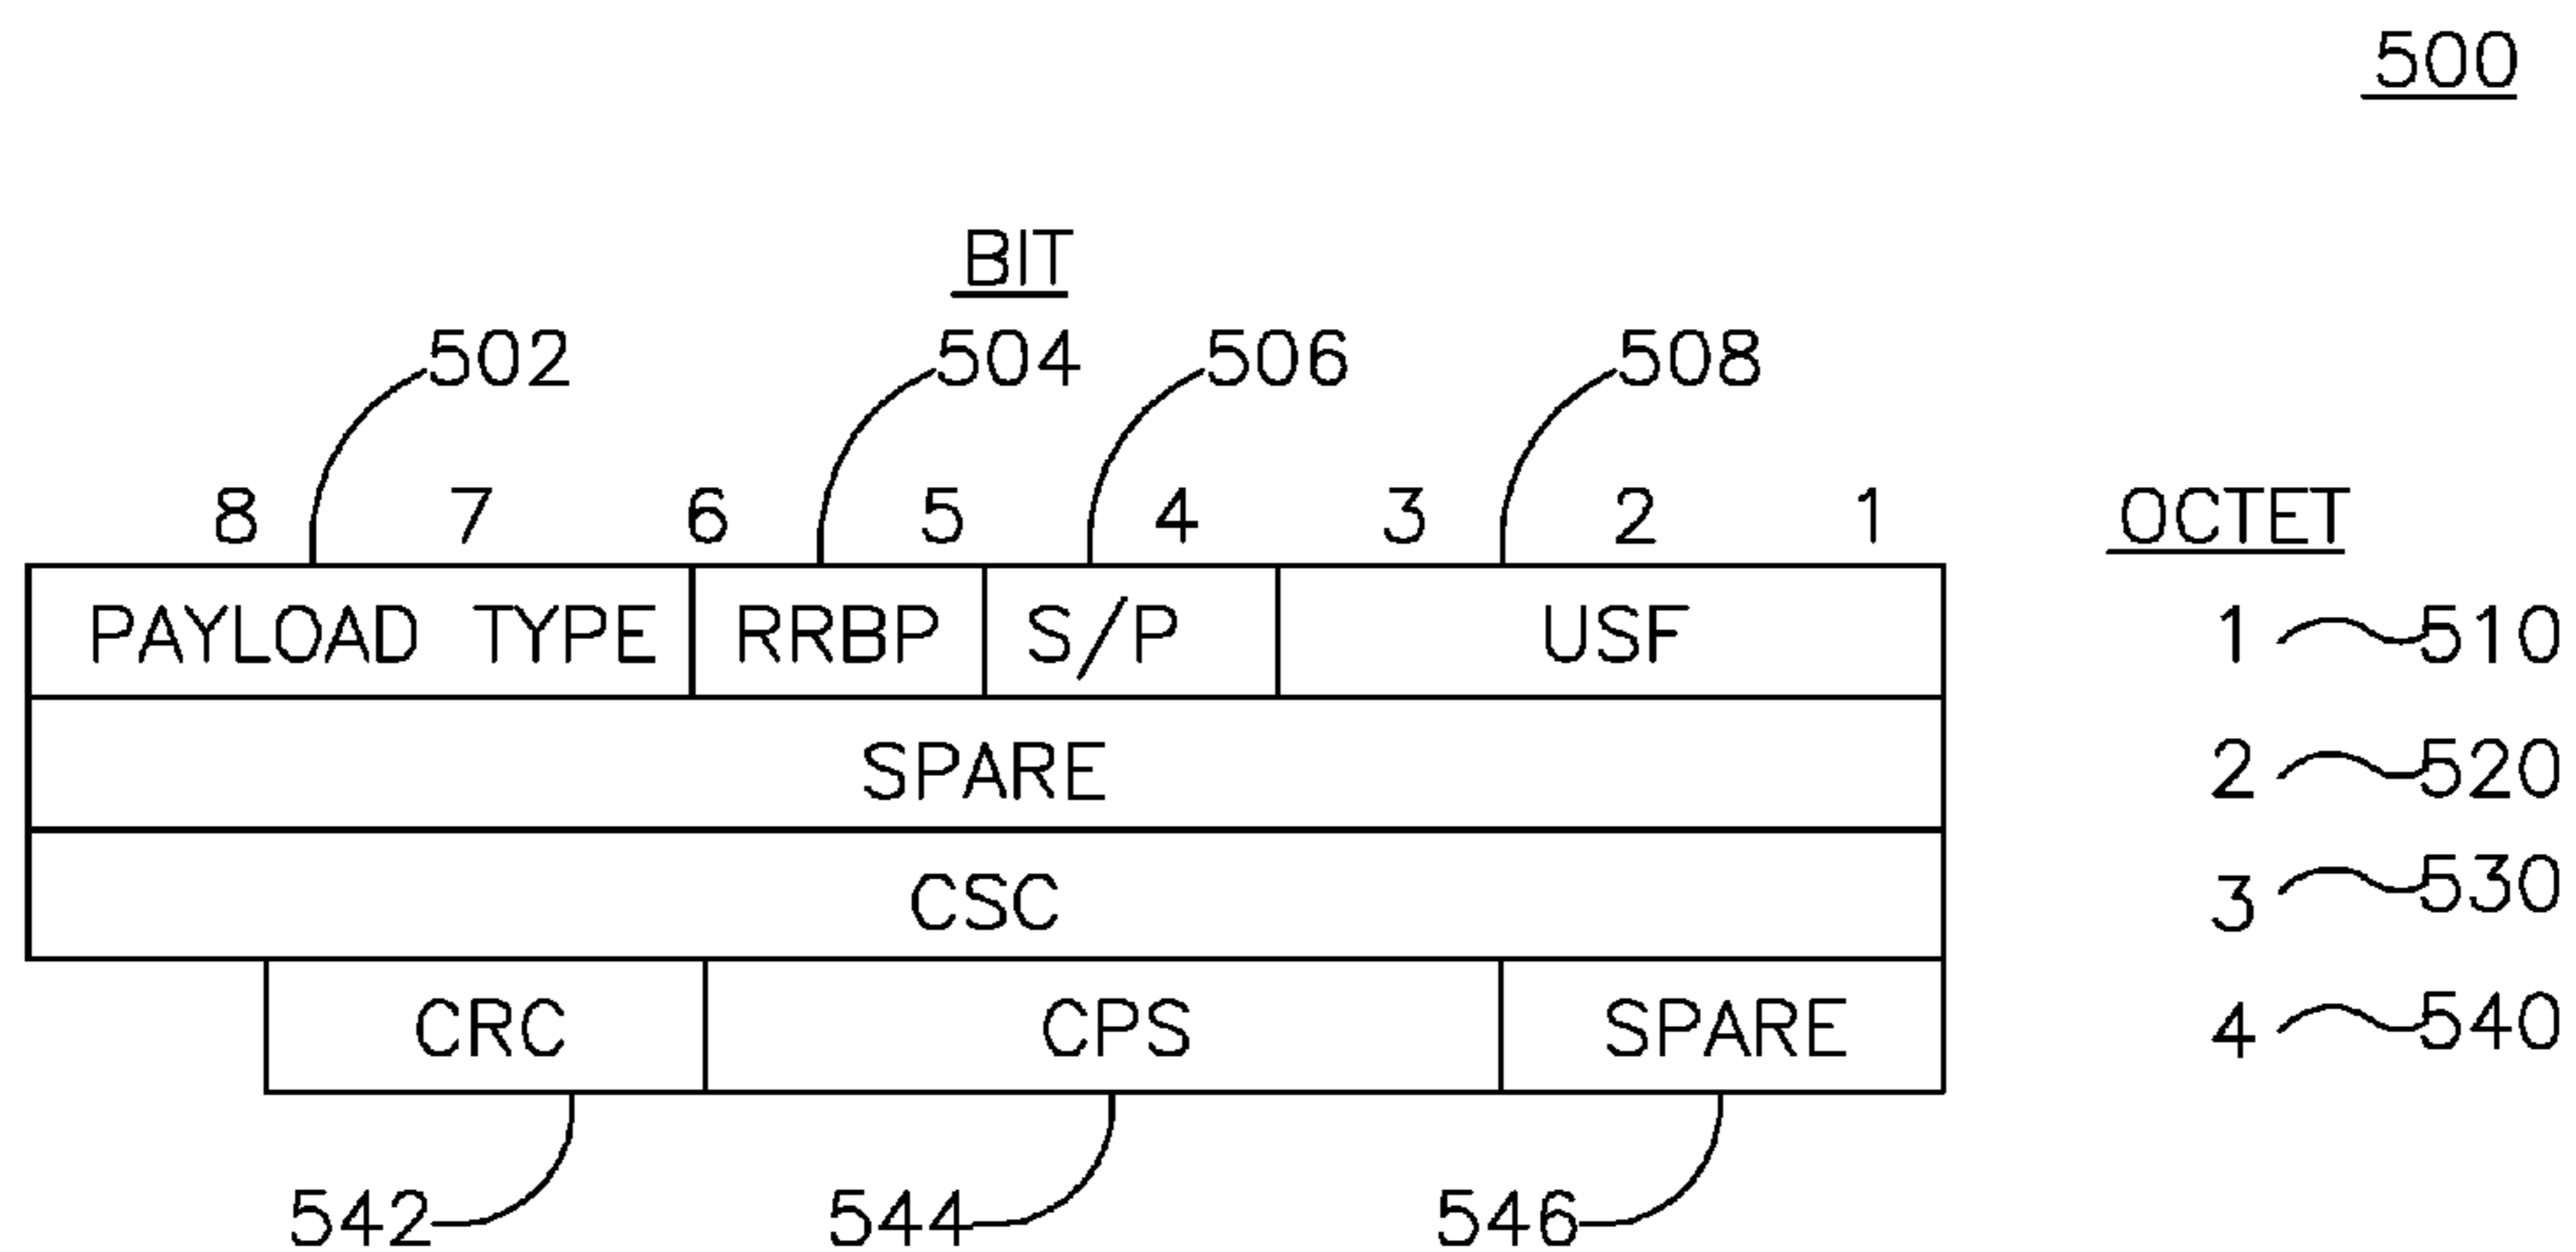 500
BIT
502 504 506 508
8 7 6 5 4 3 2 1 OCTET
PAYLOAD TYPE RRBP S/P USF 1 510
SPARE 2 520
CSC 3 530
CRC CPS SPARE 4 540
542 544 546